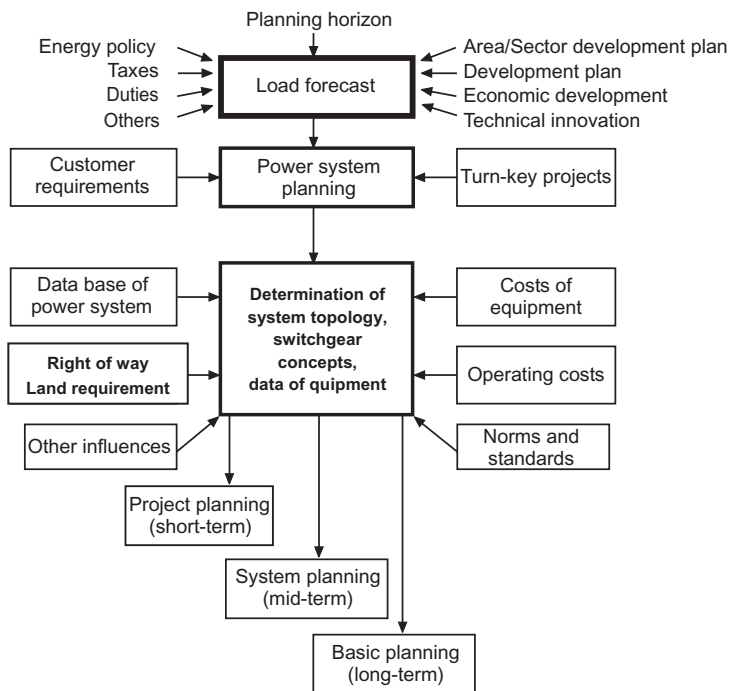 Planning horizon
Energy policy
Taxes
Duties
Others
Load forecast
Area/Sector development plan
Development plan
Economic development
Technical innovation
Customer
requirements
Power system
planning
Turn-key projects
Data base of
power system
Determination of
system topology,
switchgear
concepts,
data of quipment
Costs of
equipment
Right of way
Land requirement
Operating costs
Other influences
Norms and
standards
Project planning
(short-term)
System planning
(mid-term)
Basic planning
(long-term)